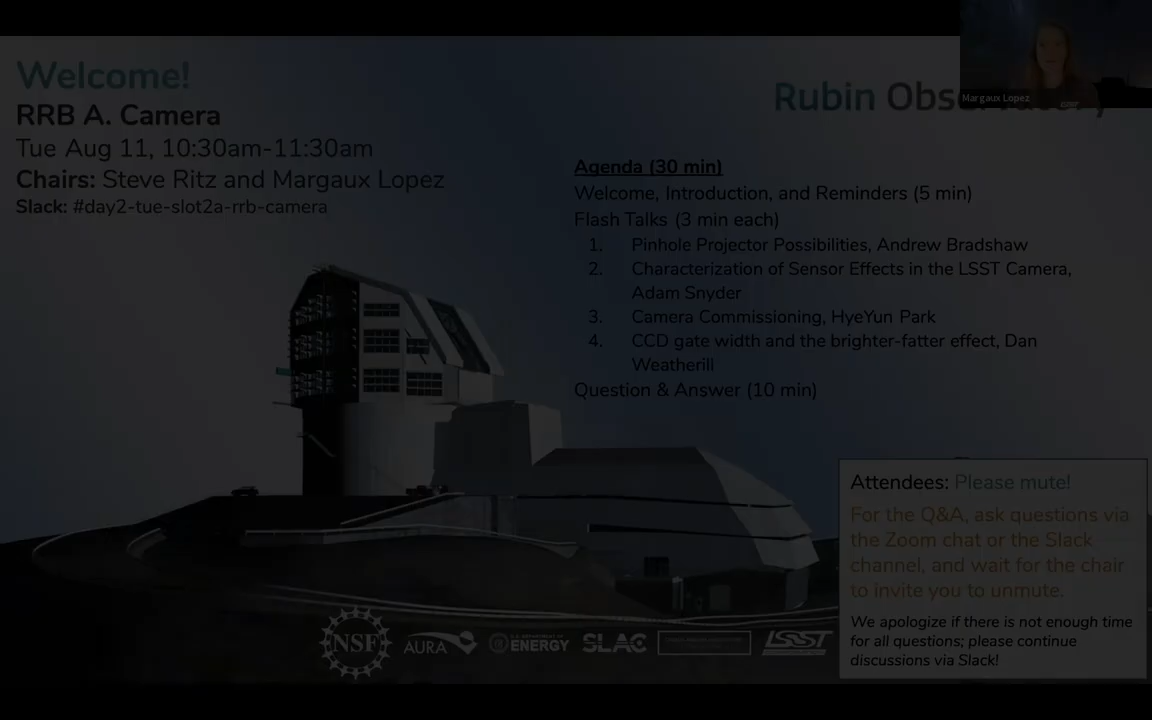 Welcome!
RRB A. Camera
Tue Aug 11, 10:30am-11:30am
Chairs: Steve Ritz and Margaux Lopez
Slack: #day2-tue-slot2a-rrb-camera
Rubin
Margaux Lopez
Agenda (30 min)
Welcome, Introduction, and Reminders (5 min)
Flash Talks (3 min each)
1. Pinhole Projector Possibilities, Andrew Bradshaw
2. Characterization of Sensor Effects in the LSST Camera,
Adam Snyder
3. Camera Commissioning, HyeYun Park
4. CCD gate width and the brighter-fatter effect, Dan
Weatherill
Question & Answer (10 min)
Attendees: Please mute!
For the Q&A, ask questions via
the Zoom chat or the Slack
channel, and wait for the chair
to invite you to unmute.
We apologize if there is not enough time
for all questions; please continue
discussions via Slack!
NSF
AURA
ENERGY
SLAC
LSST